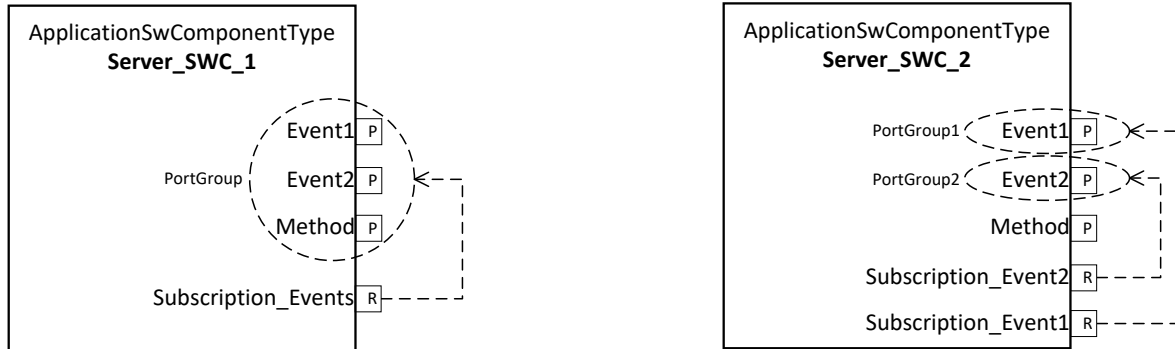 ApplicationSwComponentType
Server_SWC_1
Event1 P
PortGroup Event2 P
Method P
Subscription_Events R
ApplicationSwComponentType
Server_SWC_2
PortGroup1 Event1 P
PortGroup2 Event2 P
Method P
Subscription_Event2 R
Subscription_Event1 R